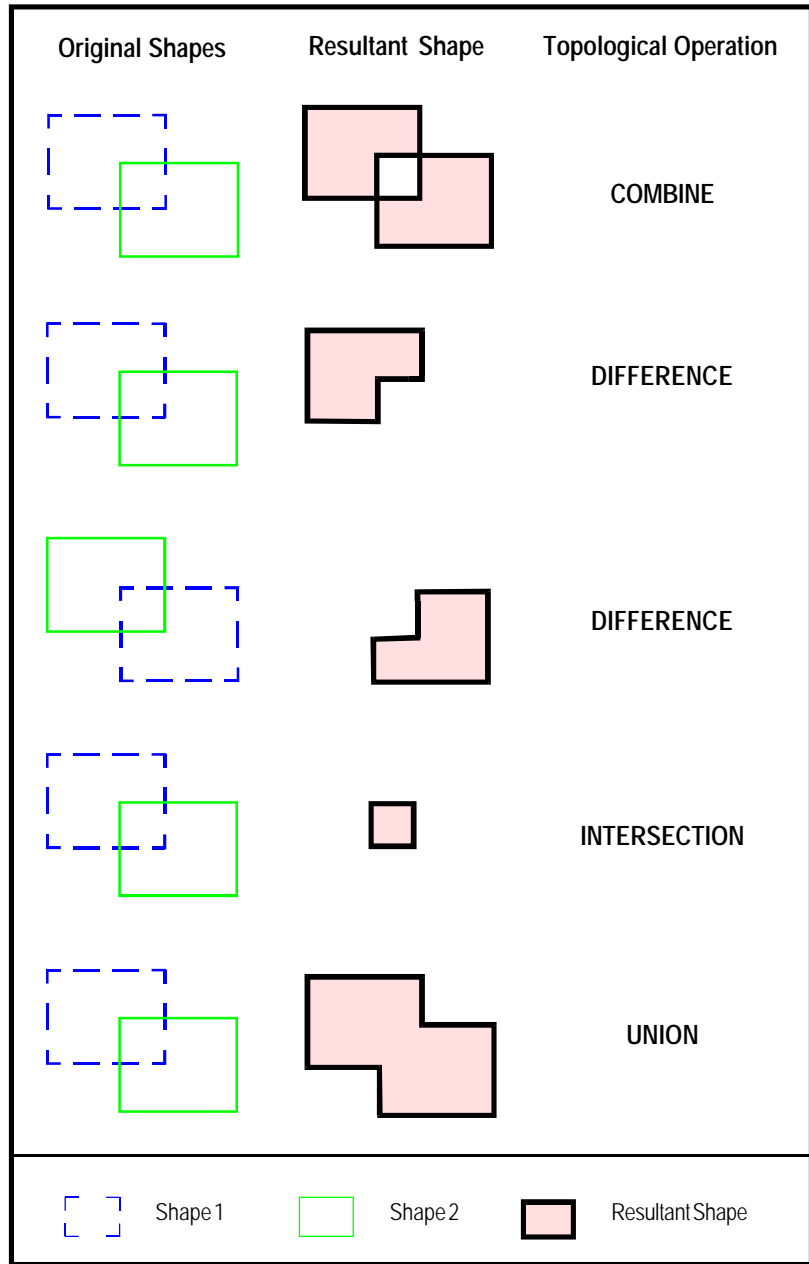 Original Shapes Resultant Shape Topological Operation
COMBINE
DIFFERENCE
DIFFERENCE
INTERSECTION
UNION
Shape 1 Shape 2 Resultant Shape